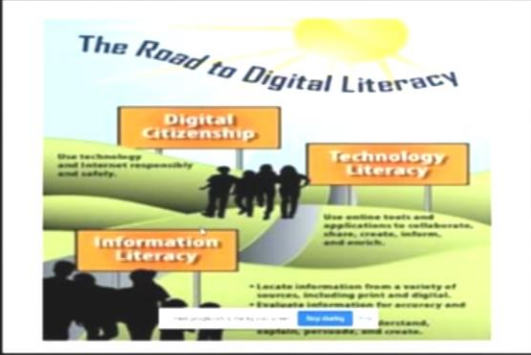 The Road to Digital Literacy
Digital
Citizenship
Use technology
and Internet responsibly
and safely.
Technology
Literacy
Use online tools and
applications to collaborate,
share, create, inform,
and enrich.
Information
Literacy
• Locate information from a variety of
sources, including print and digital.
• Evaluate information for accuracy and
Stop sharing
understand,
explain, persuade, and create.